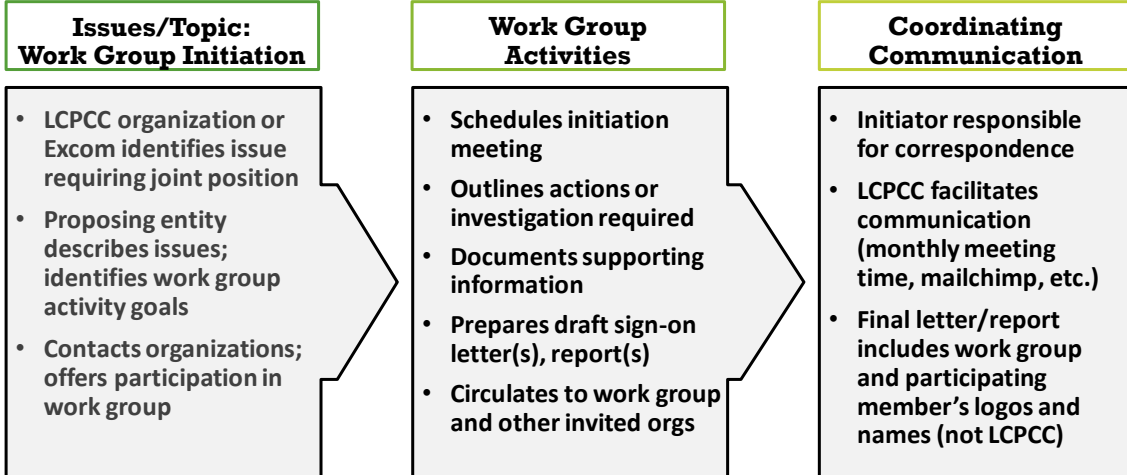 Issues/Topic:
Work Group Initiation
• LCPCC organization or
Excom identifies issue
requiring joint position
• Proposing entity
describes issues;
identifies work group
activity goals
• Contacts organizations;
offers participation in
work group
Work Group
Activities
• Schedules initiation
meeting
• Outlines actions or
investigation required
• Documents supporting
information
• Prepares draft sign-on
letter(s), report(s)
• Circulates to work group
and other invited orgs
Coordinating
Communication
• Initiator responsible
for correspondence
• LCPCC facilitates
communication
(monthly meeting
time, mailchimp, etc.)
• Final letter/report
includes work group
and participating
member's logos and
names (not LCPCC)